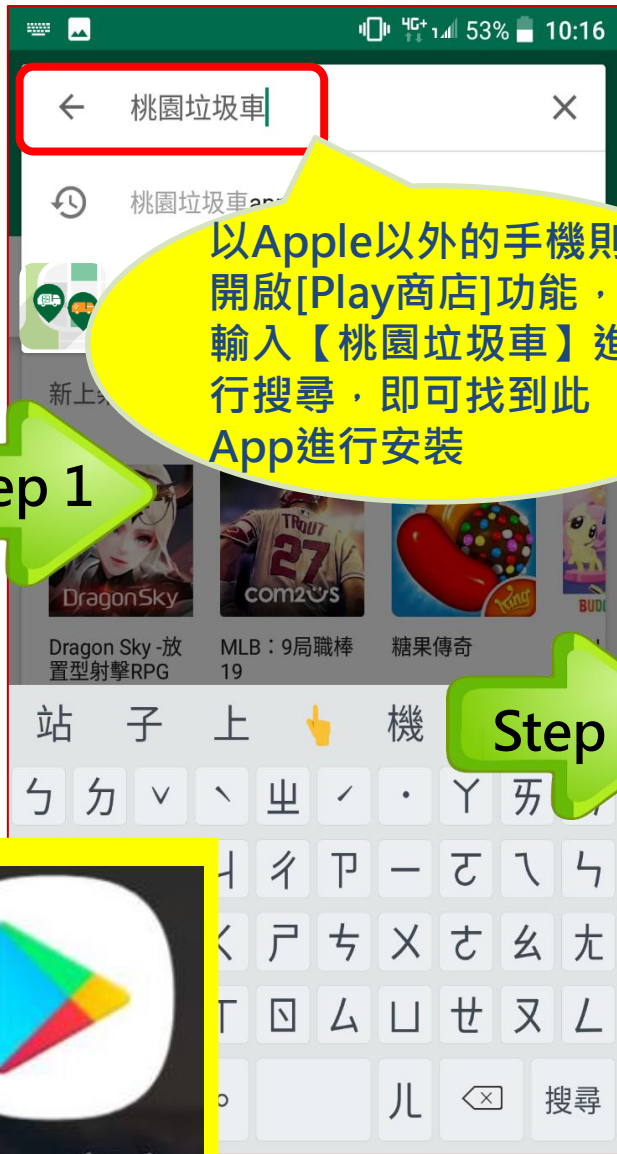 4G+ 53% 10:16
桃園垃圾車
桃園垃圾車app
以Apple以外的手機則
開啟[Play商店]功能，
輸入【桃園垃圾車】進
行搜尋，即可找到此
App進行安裝
新上架
ep 1
TROUT
27
DragonSky
com2us
King
BUD
Dragon Sky -放
置型射擊RPG
MLB：9局職棒
19
糖果傳奇
站 子 上 👆 機
Step
ㄅ ㄉ ˇ ˋ ㄓ ˊ ˙ ㄚ ㄞ
ㄐ ㄔ ㄗ ㄧ ㄛ ㄟ ㄣ
ㄑ ㄕ ㄘ ㄨ ㄜ ㄠ ㄤ
ㄒ ㄖ ㄙ ㄩ ㄝ ㄡ ㄥ
。 ㄦ 搜尋